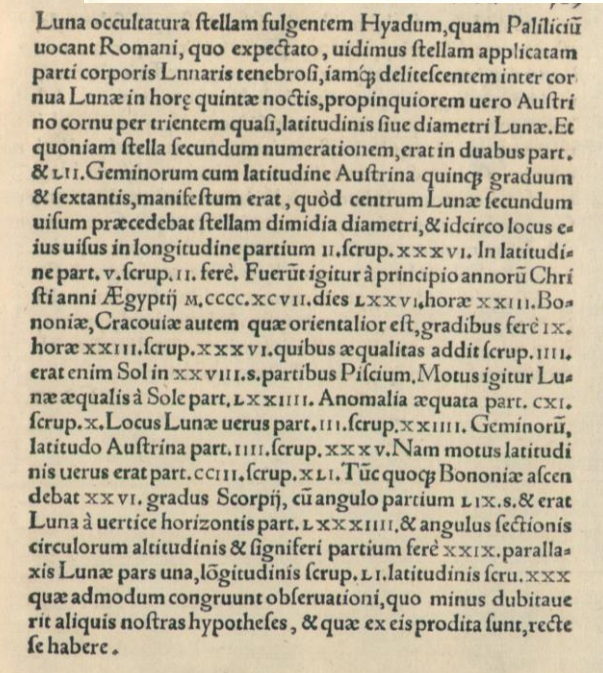 Luna occultatura ſtellam fulgentem Hyadum, quam Paliliciũ
uocant Romani, quo expectato, uidimus ſtellam applicatam
parti corporis Lnnaris tenebroſi, iamq́ꝫ deliteſcentem inter cor
nua Lunæ in horę quintæ noctis, propinquiorem uero Auſtri
no cornu per trientem quaſi, latitudinis ſiue diametri Lunæ. Et
quoniam ſtella ſecundum numerationem, erat in duabus part.
& LII. Geminorum cum latitudine Auſtrina quinqꝫ graduum
& ſextantis, manifeſtum erat, quòd centrum Lunæ ſecundum
uiſum præcedebat ſtellam dimidia diametri, & idcirco locus e⸗
ius uiſus in longitudine partium II. ſcrup. XXXVI. In latitudi⸗
ne part. V. ſcrup. II. ferè. Fuerũt igitur à principio annorũ Chri
ſti anni Ægyptij M.CCCC.XCVII. dies LXXVI. horæ XXIII. Bo⸗
noniæ, Cracouiæ autem quæ orientalior eſt, gradibus ferè IX.
horæ XXIII. ſcrup. XXXVI. quibus æqualitas addit ſcrup. IIII.
erat enim Sol in XXVIII.s. partibus Piſcium. Motus igitur Lu⸗
næ æqualis à Sole part. LXXIIII. Anomalia æquata part. CXI.
ſcrup. X. Locus Lunæ uerus part. III. ſcrup. XXIIII. Geminorũ,
latitudo Auſtrina part. IIII. ſcrup. XXXV. Nam motus latitudi
nis uerus erat part. CCIII. ſcrup. XLI. Tũc quoqꝫ Bononiæ aſcen
debat XXVI. gradus Scorpij, cũ angulo partium LIX.s. & erat
Luna à uertice horizontis part. LXXXIIII. & angulus ſectionis
circulorum altitudinis & ſigniferi partium ferè XXIX. paralla⸗
xis Lunæ pars una, lõgitudinis ſcrup. LI. latitudinis ſcru. XXX
quæ admodum congruunt obſeruationi, quo minus dubitaue
rit aliquis noſtras hypotheſes, & quæ ex eis prodita ſunt, recte
ſe habere.